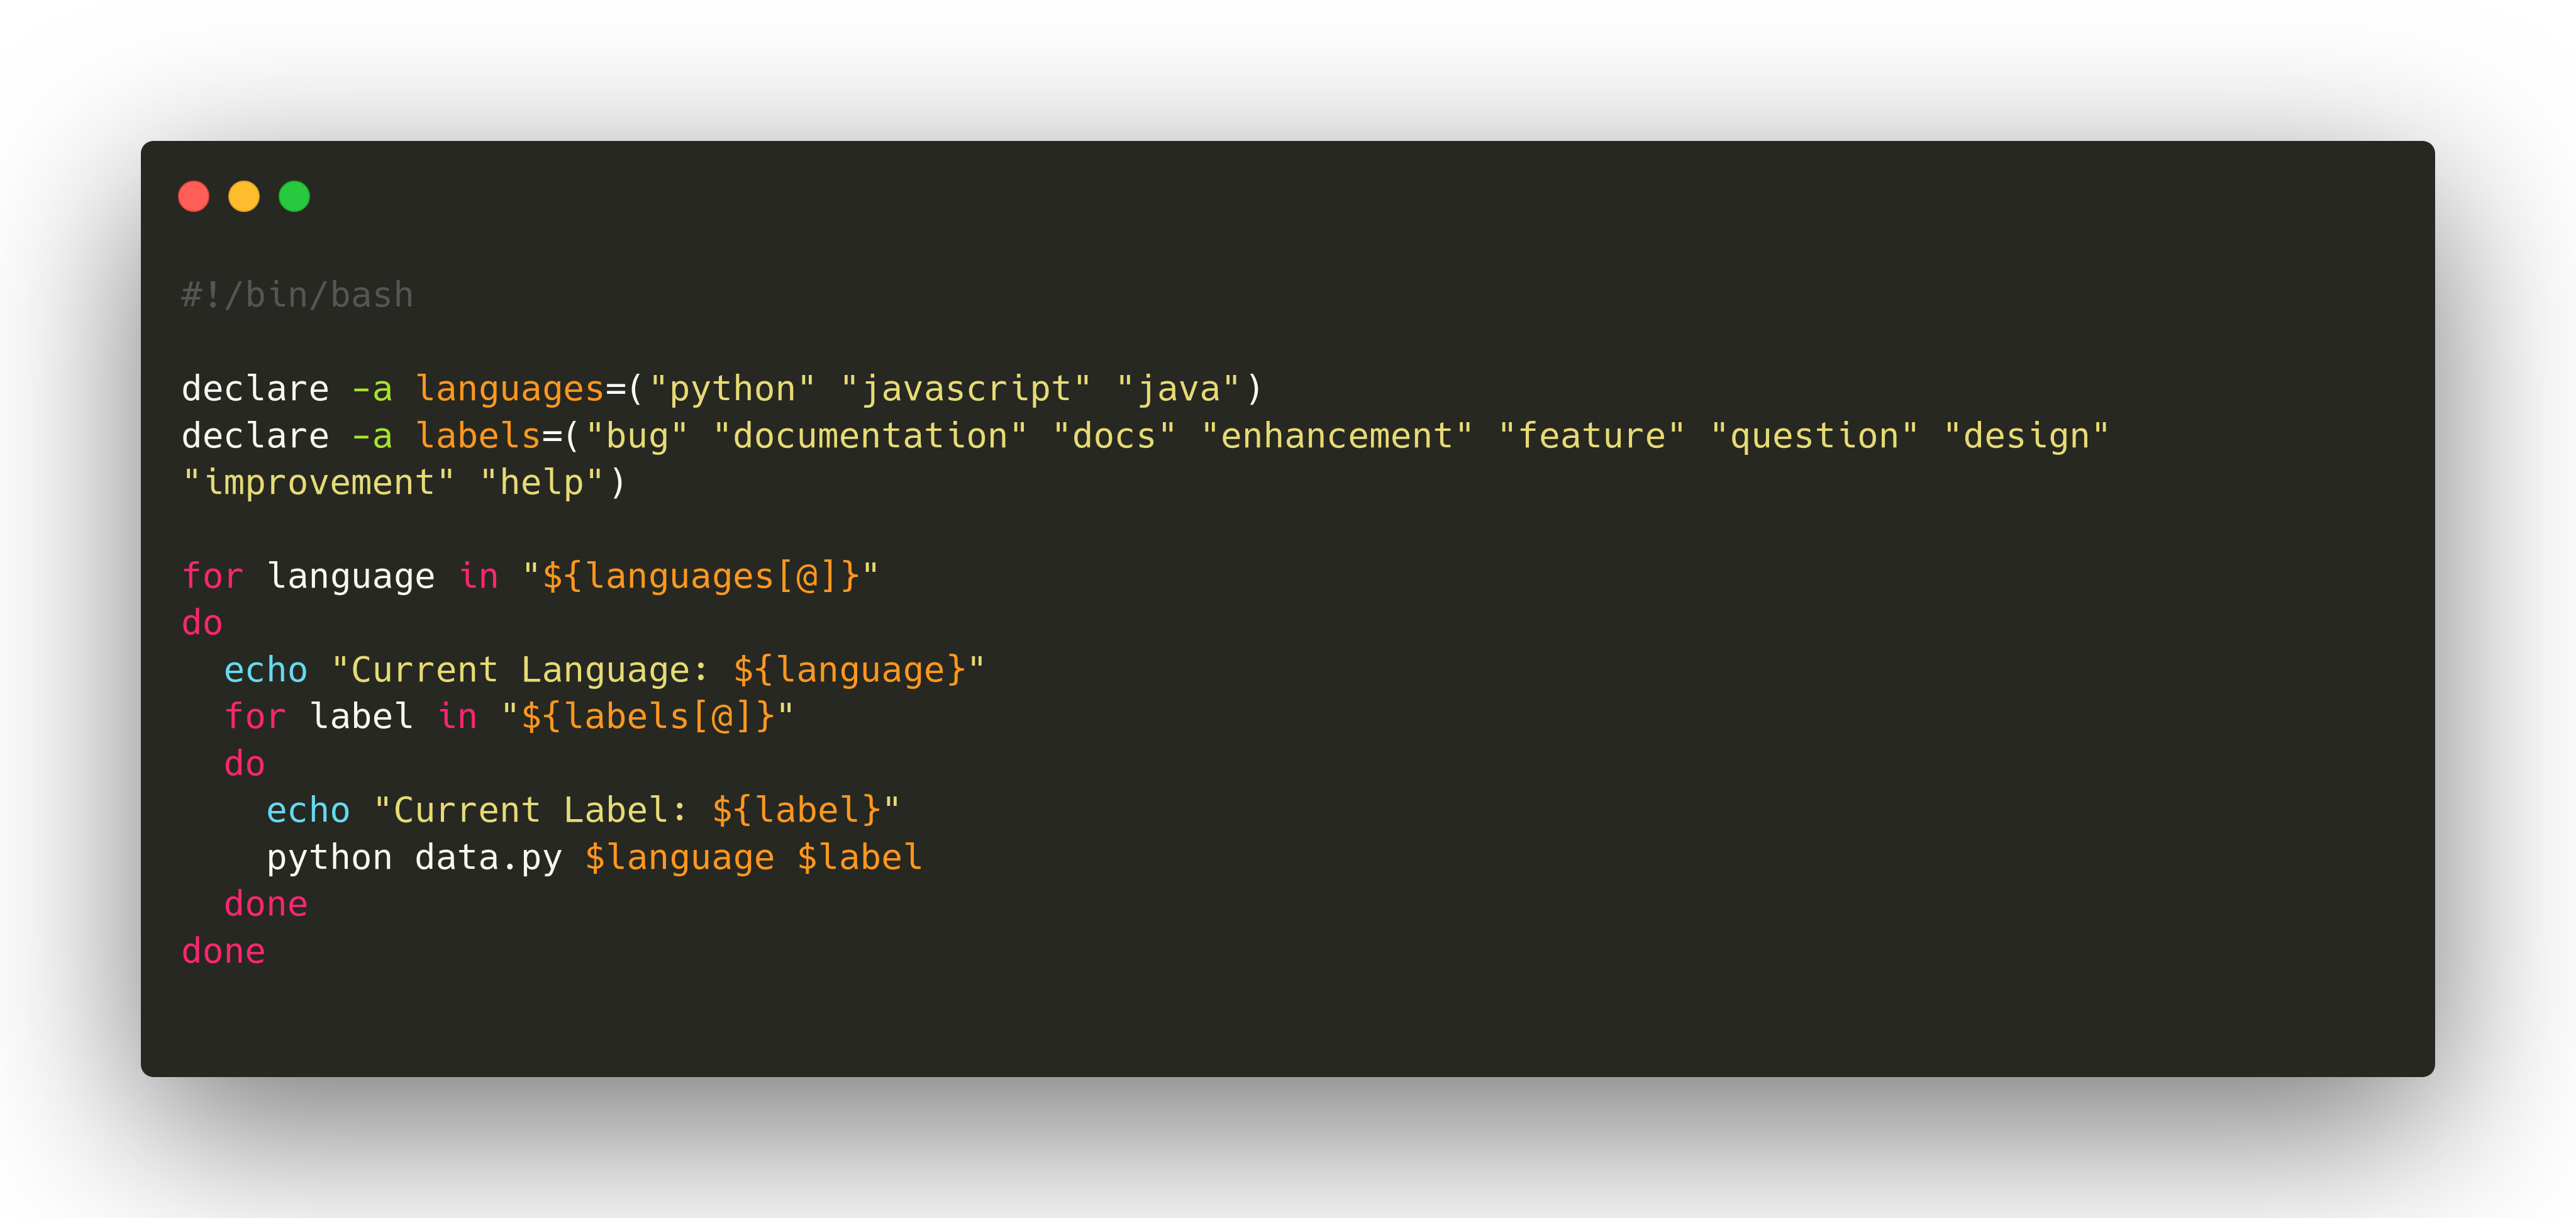 #!/bin/bash
declare -a languages=("python" "javascript" "java")
declare -a labels=("bug" "documentation" "docs" "enhancement" "feature" "question" "design"
"improvement" "help")
for language in "${languages[@]}"
do
  echo "Current Language: ${language}"
  for label in "${labels[@]}"
  do
    echo "Current Label: ${label}"
    python data.py $language $label
  done
done